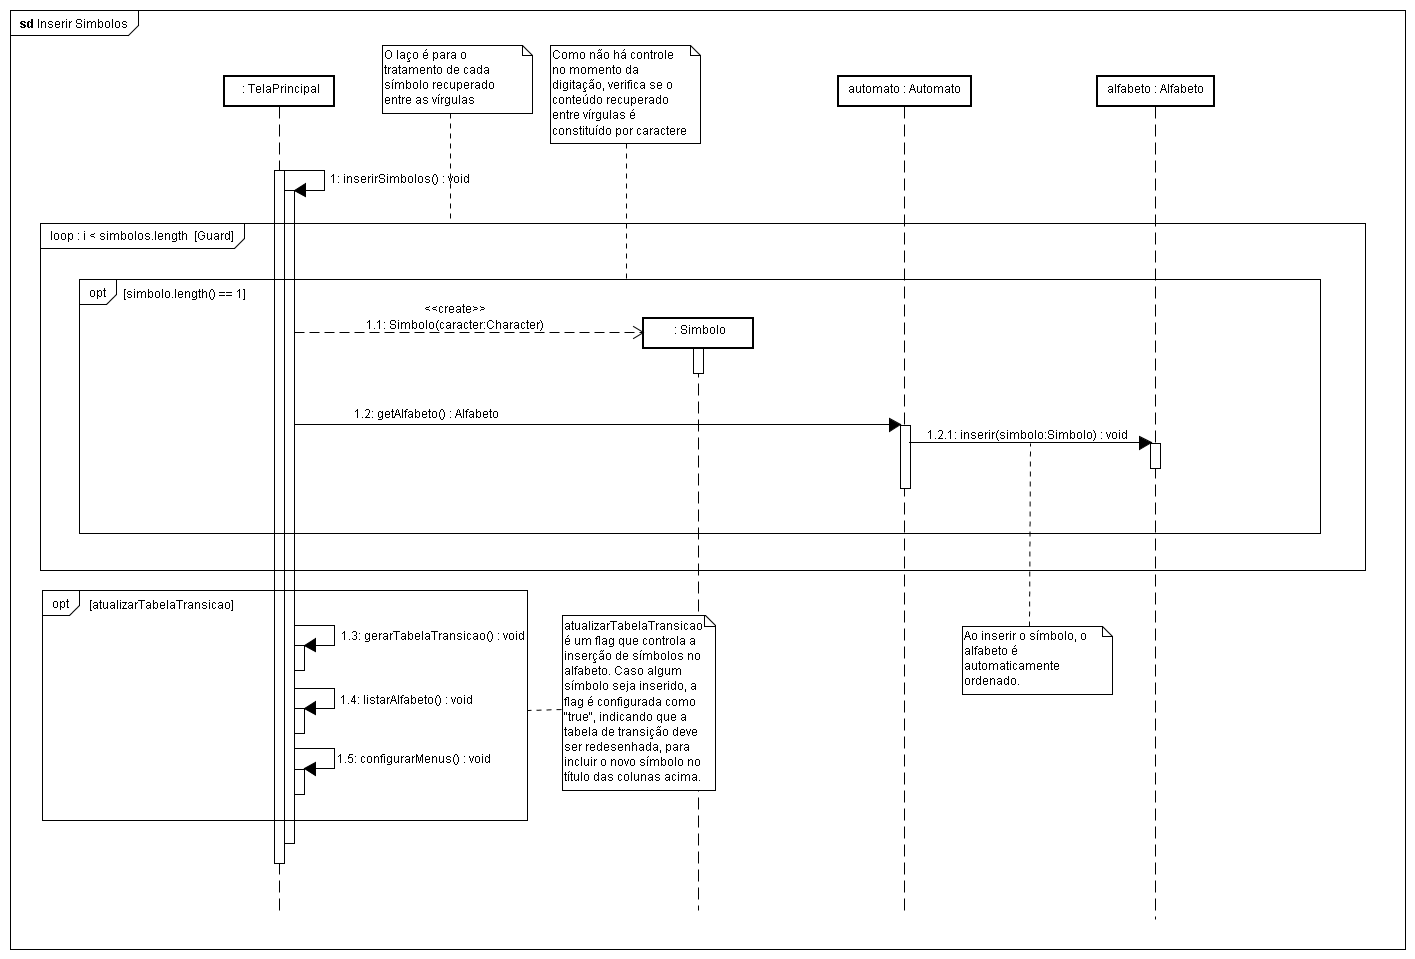 sd Inserir Simbolos
O laço é para o
tratamento de cada
símbolo recuperado
entre as vírgulas
Como não há controle
no momento da
digitação, verifica se o
conteúdo recuperado
entre vírgulas é
constituído por caractere
: TelaPrincipal
automato : Automato
alfabeto : Alfabeto
1: inserirSimbolos() : void
loop : i < simbolos.length [Guard]
opt [simbolo.length() == 1]
<<create>>
1.1: Simbolo(caracter:Character)
: Simbolo
1.2: getAlfabeto() : Alfabeto
1.2.1: inserir(simbolo:Simbolo) : void
opt [atualizarTabelaTransicao]
1.3: gerarTabelaTransicao() : void
1.4: listarAlfabeto() : void
1.5: configurarMenus() : void
atualizarTabelaTransicao
é um flag que controla a
inserção de símbolos no
alfabeto. Caso algum
símbolo seja inserido, a
flag é configurada como
"true", indicando que a
tabela de transição deve
ser redesenhada, para
incluir o novo símbolo no
título das colunas acima.
Ao inserir o símbolo, o
alfabeto é
automaticamente
ordenado.